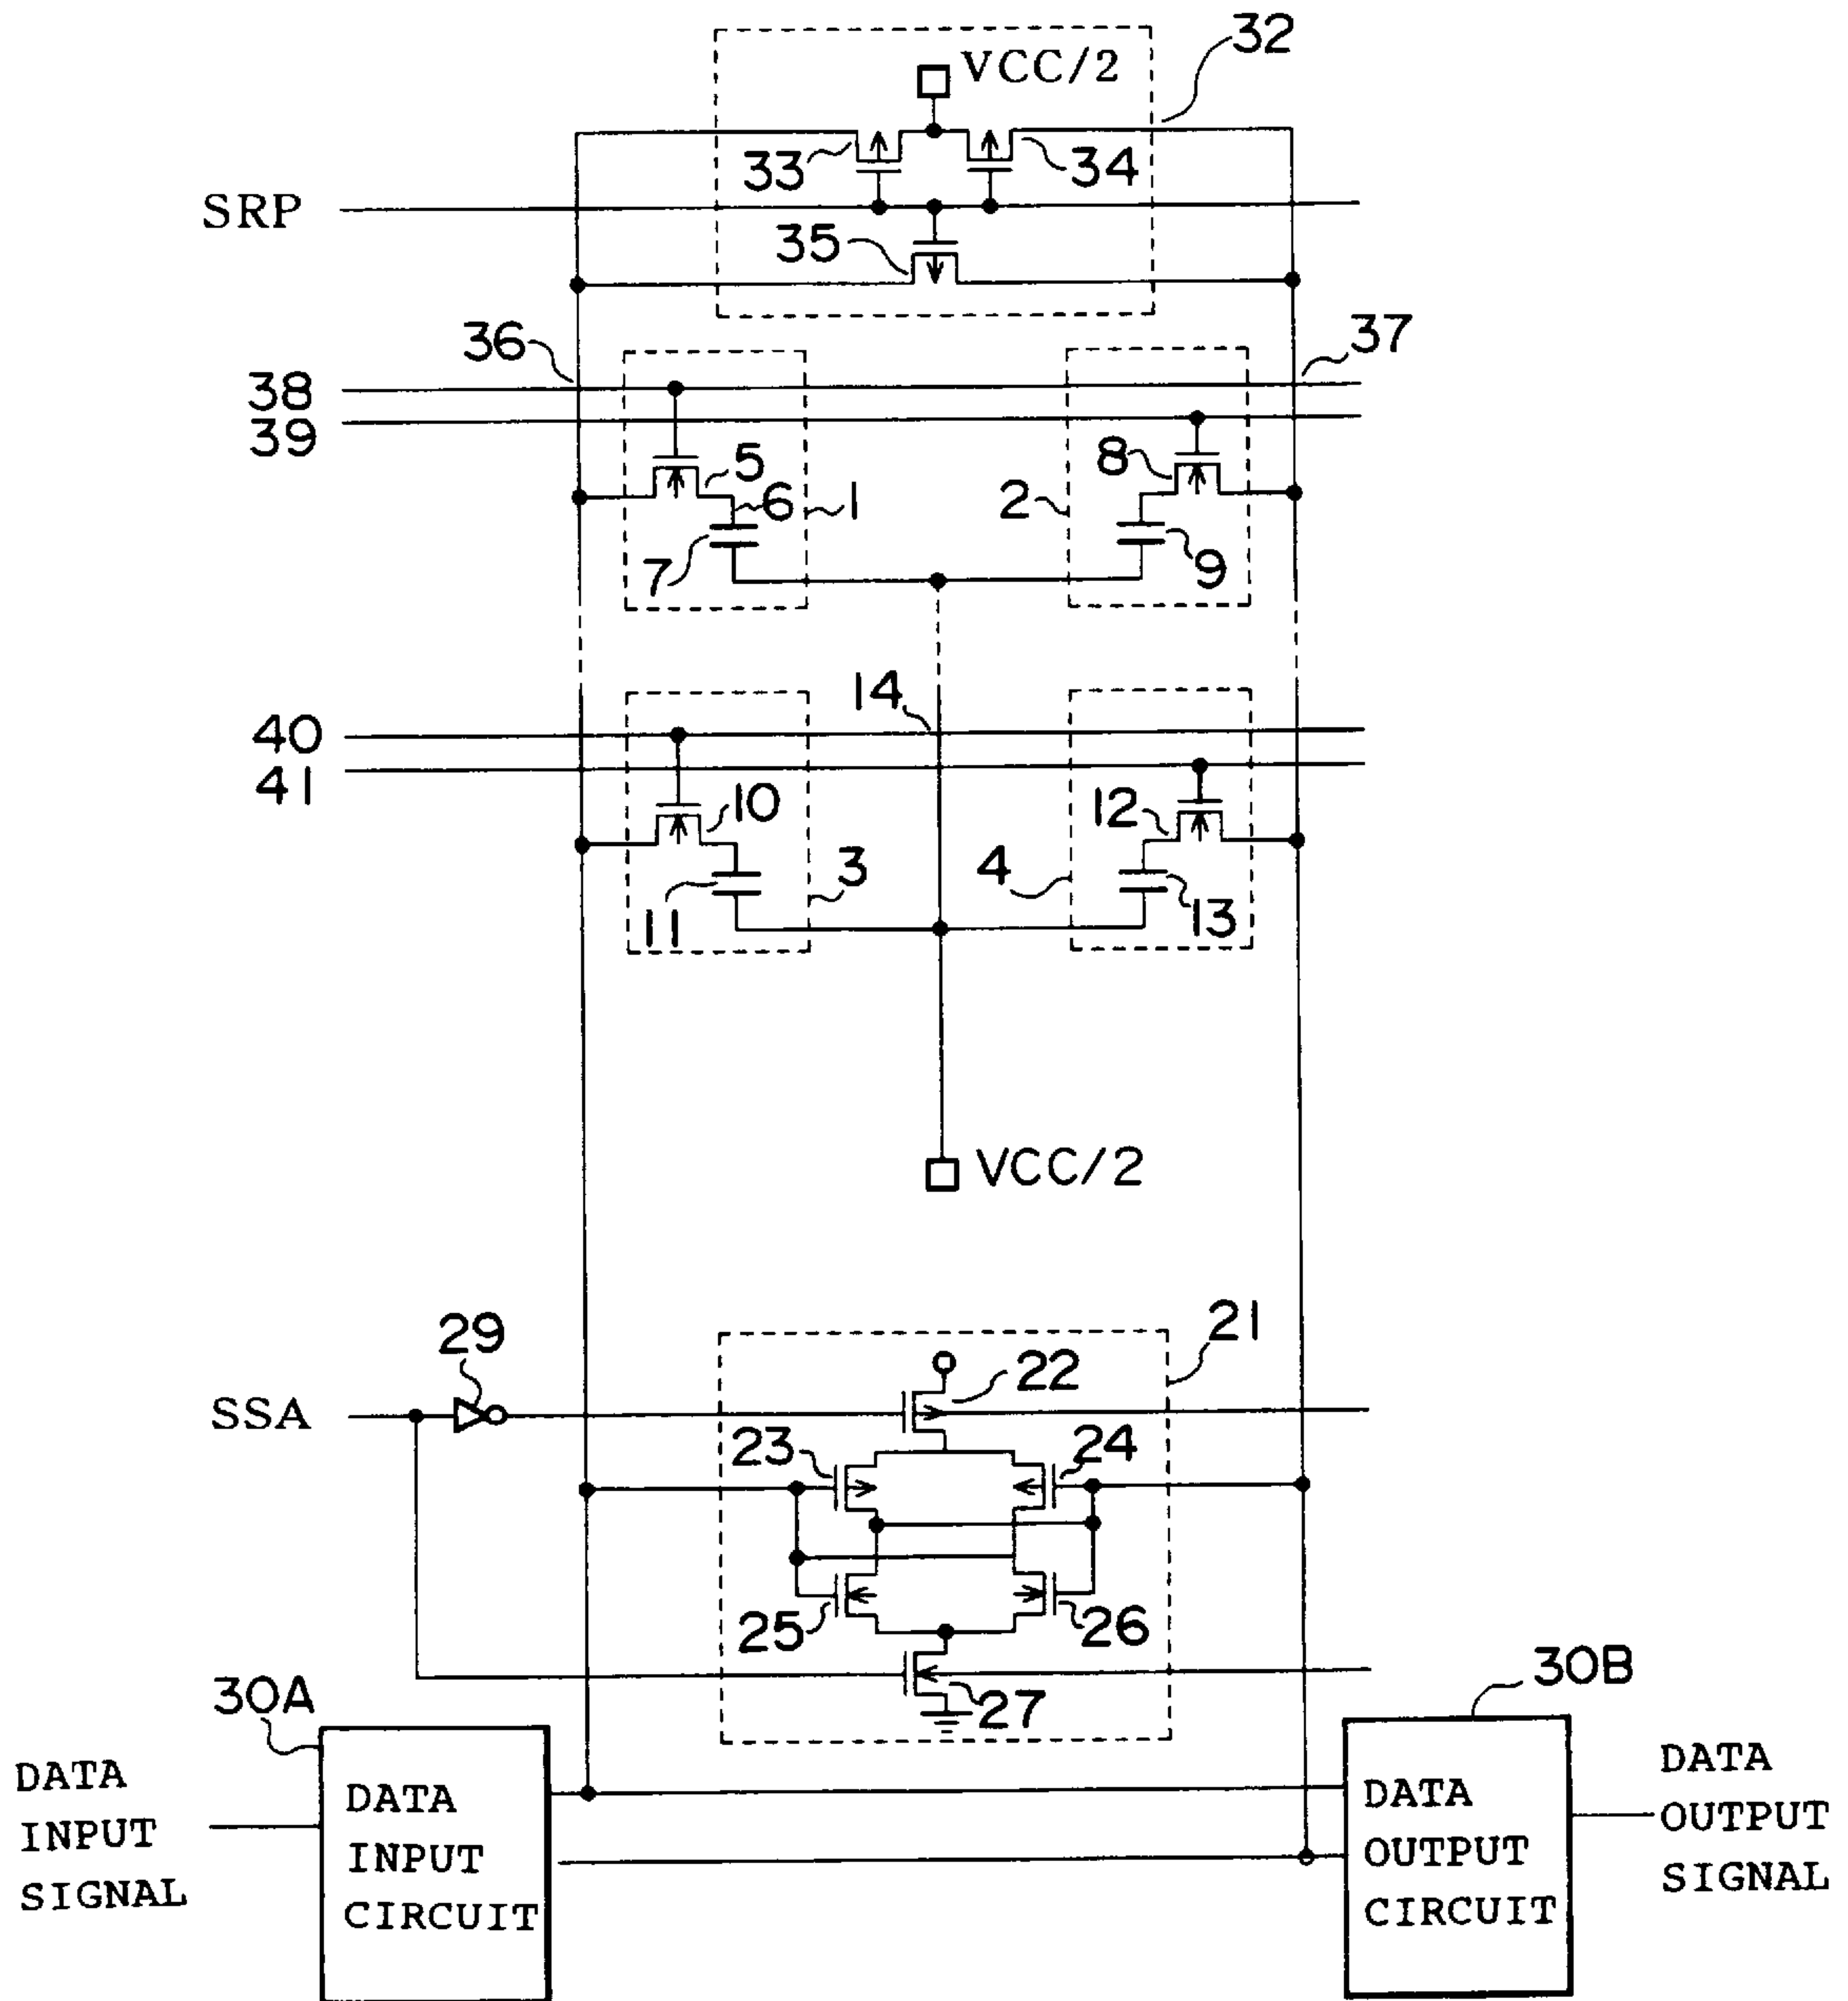 32
VCC/2
33
34
SRP
35
36
37
38
39
5
8
6
1
2
7
9
14
40
41
10
12
3
4
11
13
VCC/2
29
21
22
SSA
23
24
25
26
30A
27
30B
DATA
INPUT
SIGNAL
DATA
INPUT
CIRCUIT
DATA
OUTPUT
CIRCUIT
DATA
OUTPUT
SIGNAL